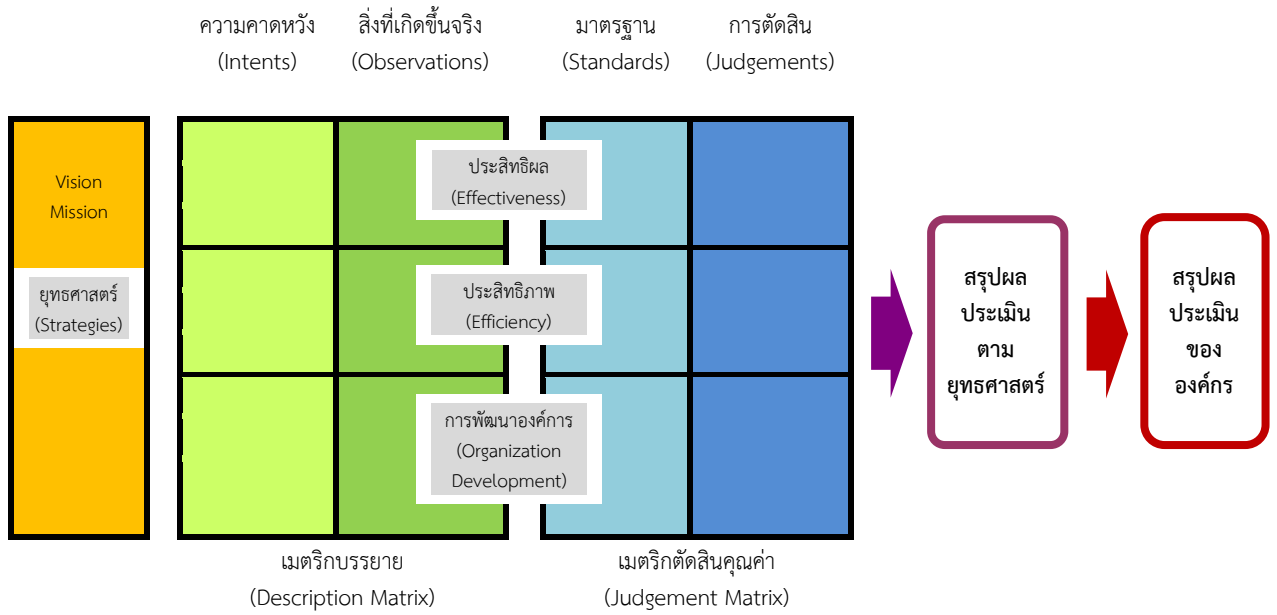 ความคาดหวัง
(Intents)
สิ่งที่เกิดขึ้นจริง
(Observations)
มาตรฐาน
(Standards)
การตัดสิน
(Judgements)
Vision
Mission
ยุทธศาสตร์
(Strategies)
ประสิทธิผล
(Effectiveness)
ประสิทธิภาพ
(Efficiency)
การพัฒนาองค์การ
(Organization
Development)
สรุปผล
ประเมิน
ตาม
ยุทธศาสตร์
สรุปผล
ประเมิน
ของ
องค์กร
เมตริกบรรยาย
(Description Matrix)
เมตริกตัดสินคุณค่า
(Judgement Matrix)